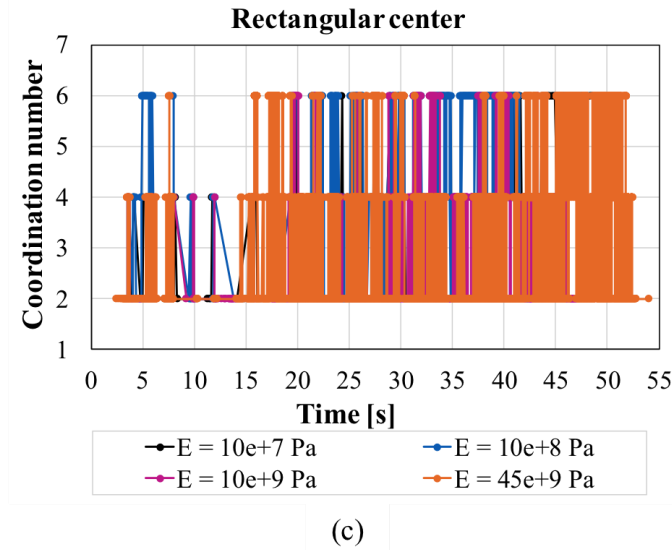 Rectangular center
7
6
5
4
3
2
1
Coordination number
0 5 10 15 20 25 30 35 40 45 50 55
Time [s]
E = 10e+7 Pa E = 10e+8 Pa
E = 10e+9 Pa E = 45e+9 Pa
(c)